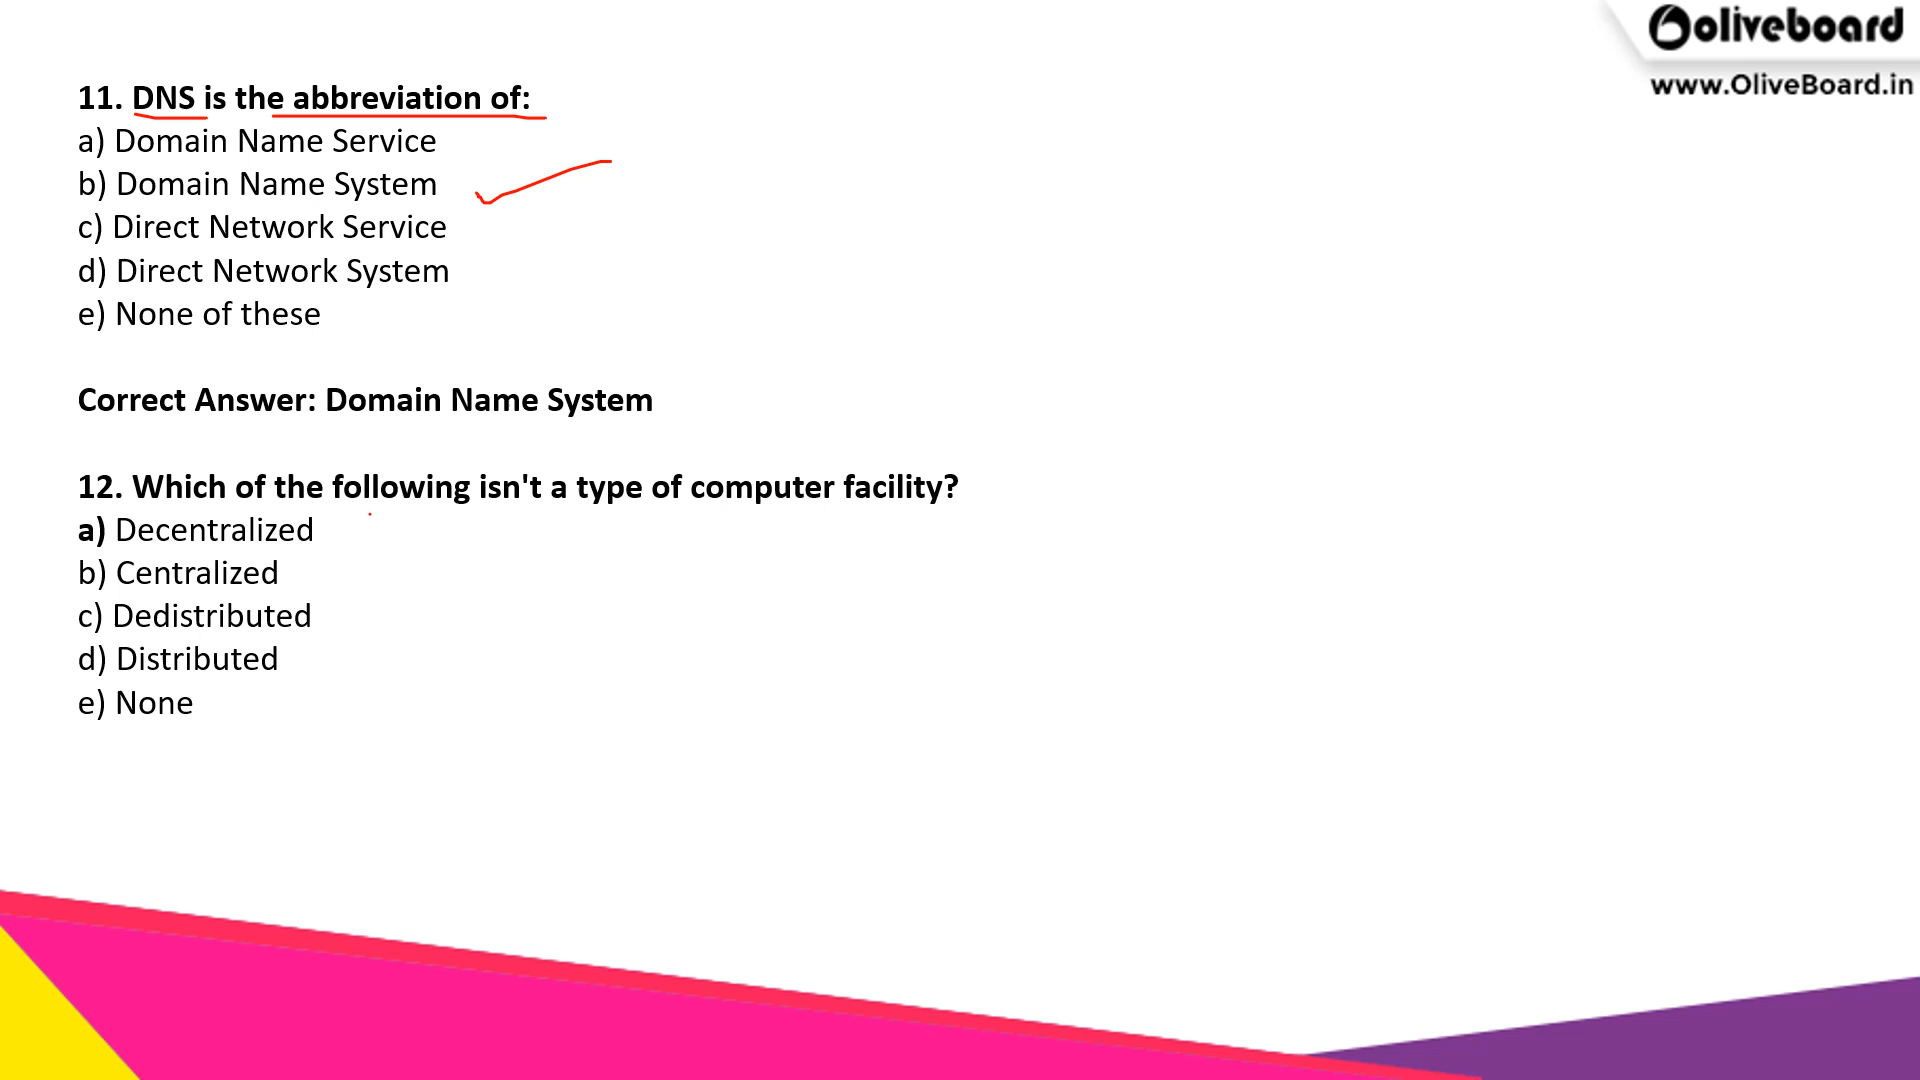 oliveboard
www.OliveBoard.in
11. DNS is the abbreviation of:
a) Domain Name Service
b) Domain Name System
c) Direct Network Service
d) Direct Network System
e) None of these
Correct Answer: Domain Name System
12. Which of the following isn't a type of computer facility?
a) Decentralized
b) Centralized
c) Dedistributed
d) Distributed
e) None